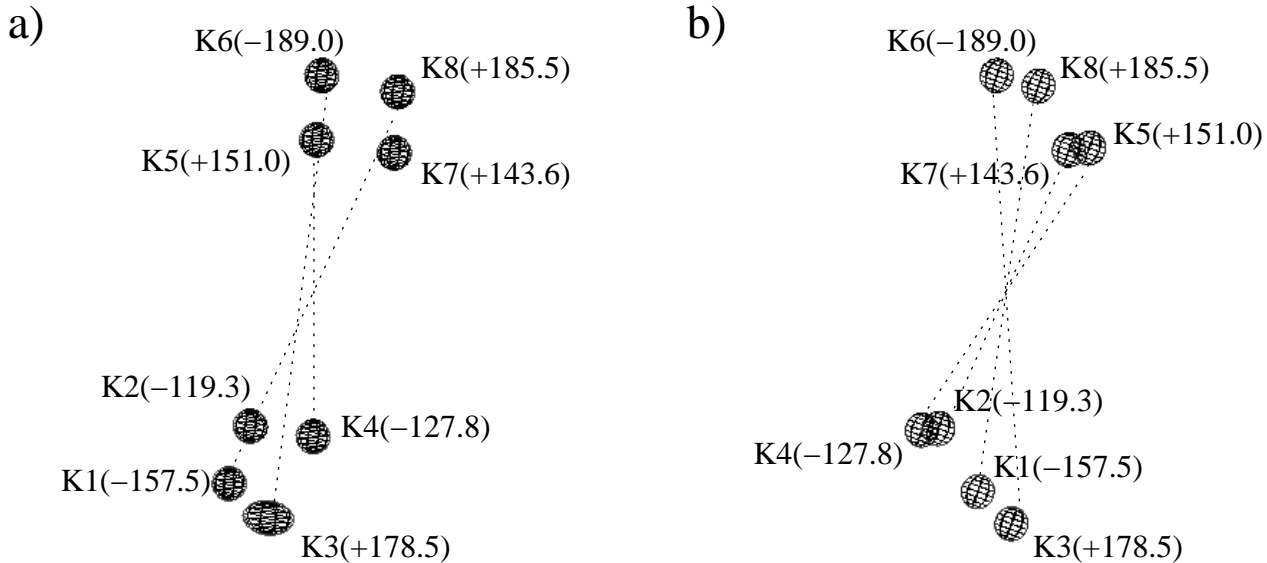 a)
K6(−189.0)
K8(+185.5)
K5(+151.0)
K7(+143.6)
K2(−119.3)
K4(−127.8)
K1(−157.5)
K3(+178.5)
b)
K6(−189.0)
K8(+185.5)
K5(+151.0)
K7(+143.6)
K2(−119.3)
K4(−127.8)
K1(−157.5)
K3(+178.5)